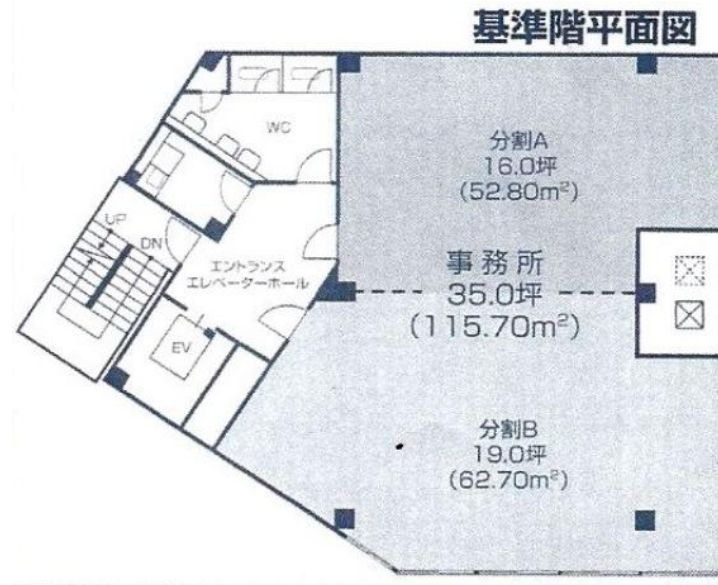 基準階平面図
WC
分割A
16.0坪
(52.80m²)
UP
DN
エントランス
エレベーターホール
事務所
35.0坪
(115.70m²)
EV
分割B
19.0坪
(62.70m²)